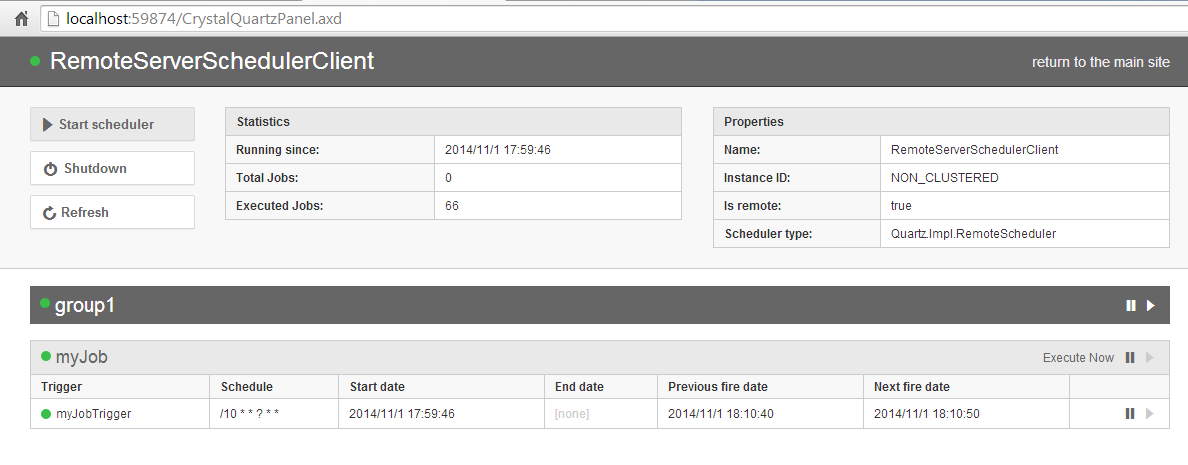 localhost:59874/CrystalQuartzPanel.axd
RemoteServerSchedulerClient
return to the main site
Start scheduler
Shutdown
Refresh
Statistics
Running since: 2014/11/1 17:59:46
Total Jobs: 0
Executed Jobs: 66
Properties
Name: RemoteServerSchedulerClient
Instance ID: NON_CLUSTERED
Is remote: true
Scheduler type: Quartz.Impl.RemoteScheduler
group1
myJob Execute Now
Trigger Schedule Start date End date Previous fire date Next fire date
myJobTrigger /10 * * ? * * 2014/11/1 17:59:46 [none] 2014/11/1 18:10:40 2014/11/1 18:10:50